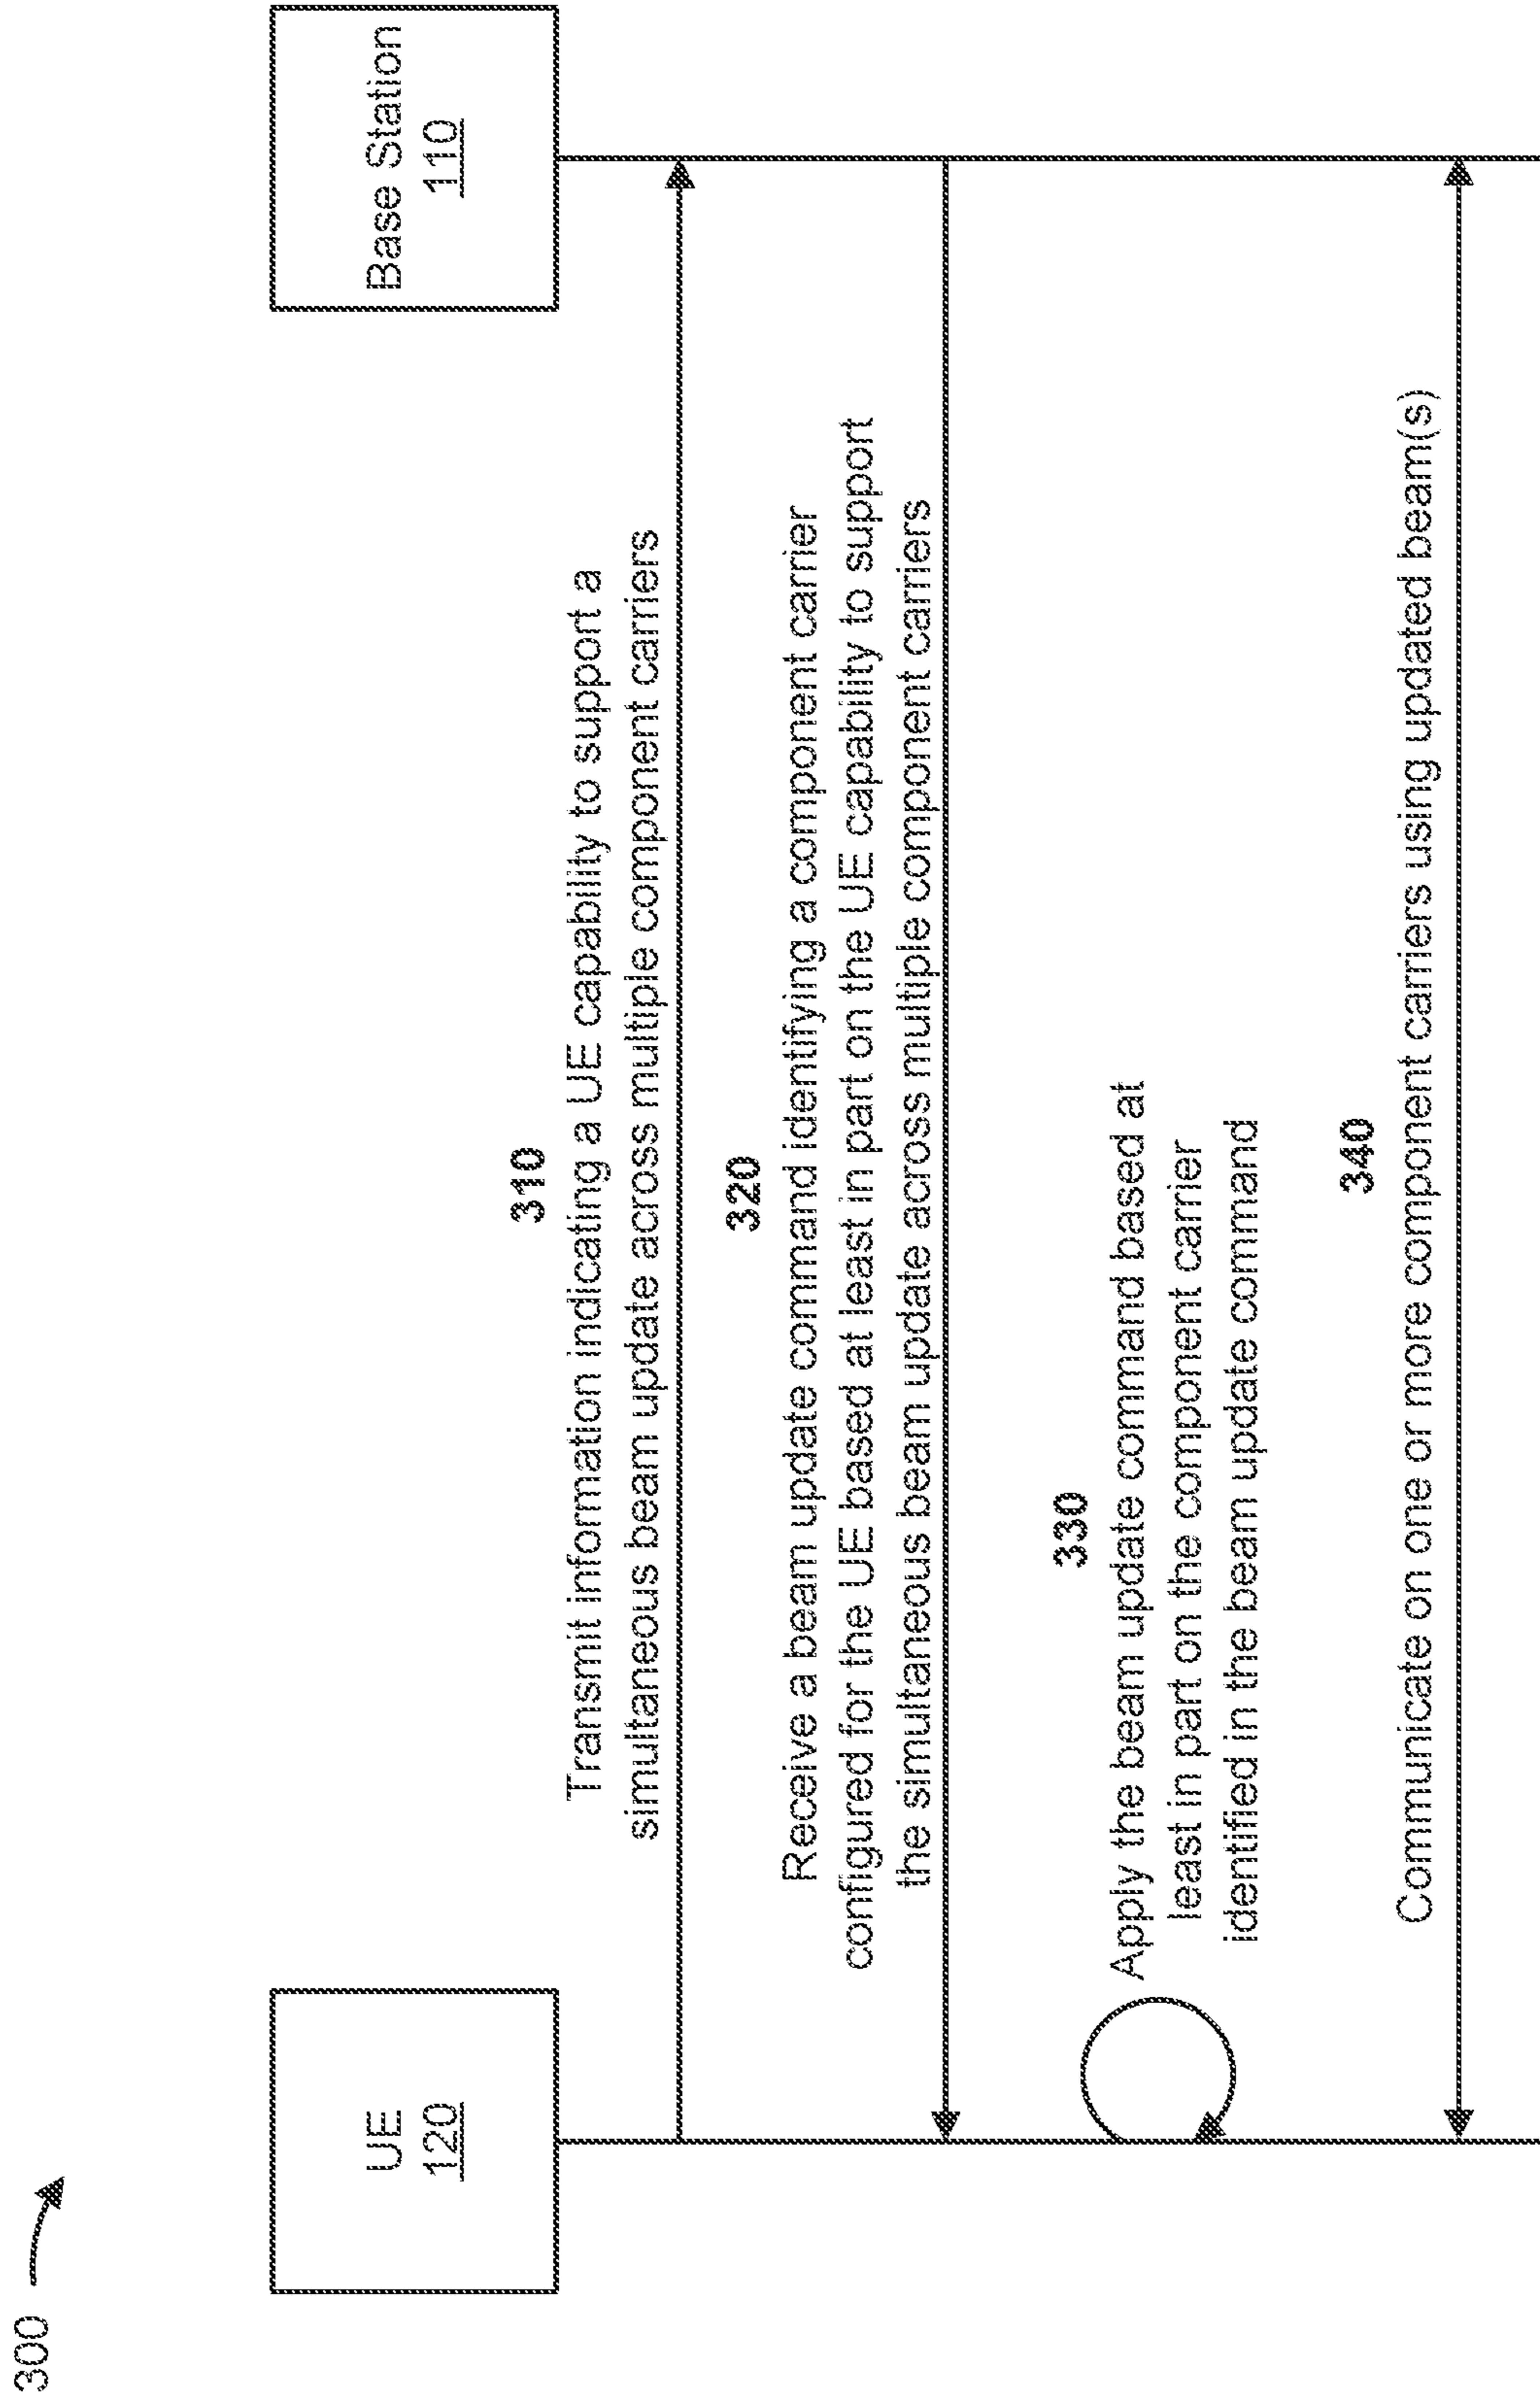 300
UE
120
Base Station
110
310
Transmit information indicating a UE capability to support a
simultaneous beam update across multiple component carriers
320
Receive a beam update command identifying a component carrier
configured for the UE based at least in part on the UE capability to support
the simultaneous beam update across multiple component carriers
330
Apply the beam update command based at
least in part on the component carrier
identified in the beam update command
340
Communicate on one or more component carriers using updated beam(s)